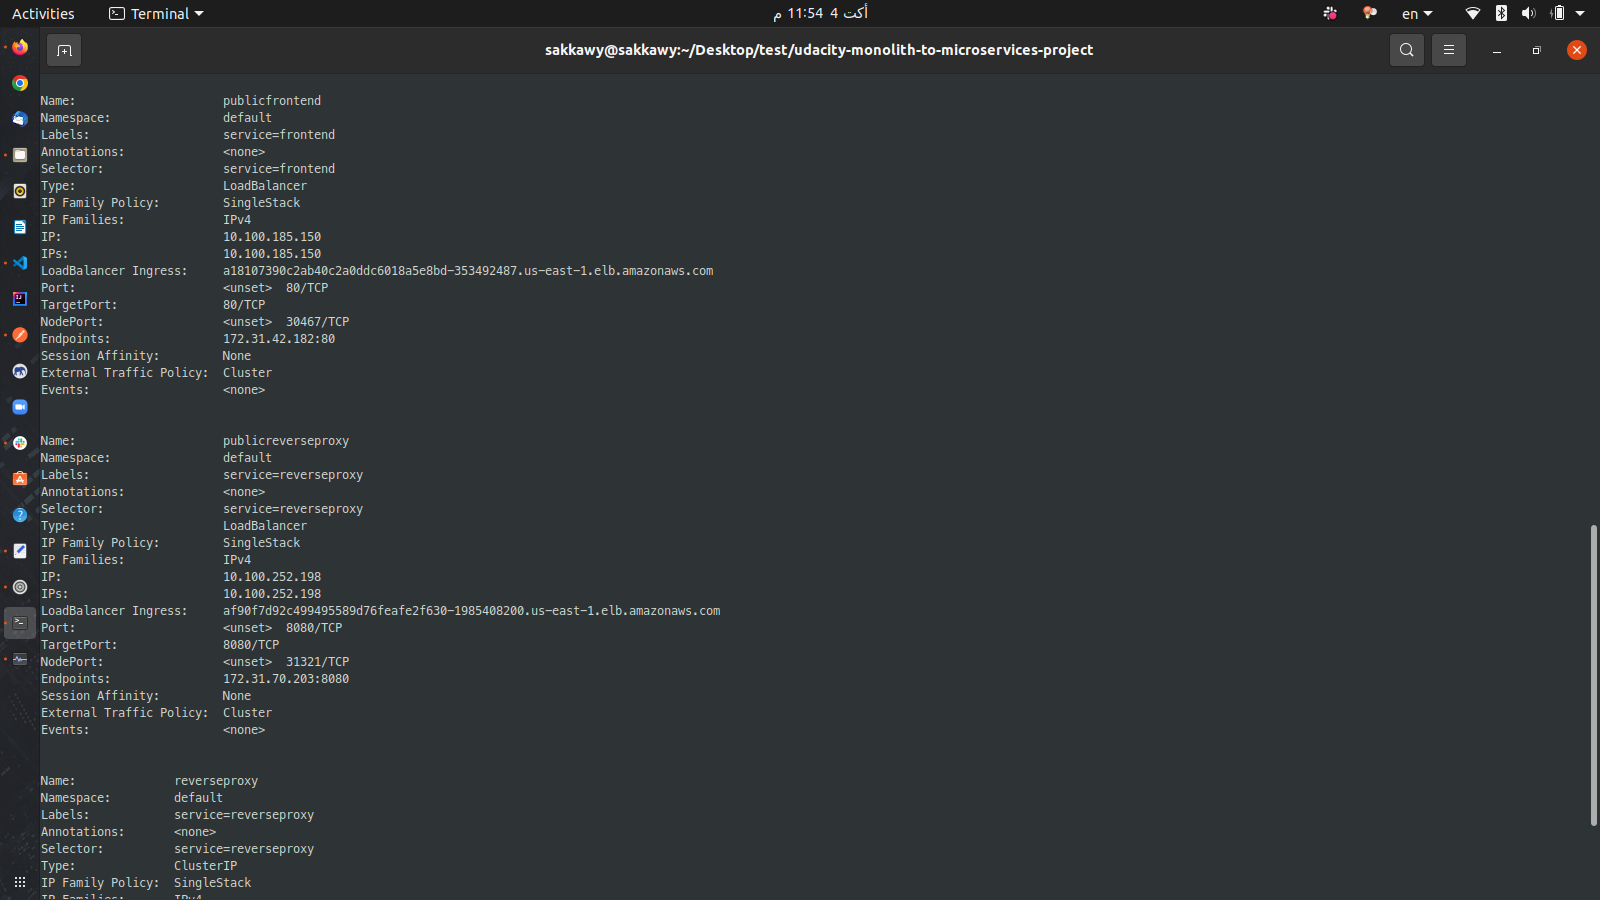 Activities Terminal أكت 4 11:54 م en
sakkawy@sakkawy:~/Desktop/test/udacity-monolith-to-microservices-project
Name: publicfrontend
Namespace: default
Labels: service=frontend
Annotations: <none>
Selector: service=frontend
Type: LoadBalancer
IP Family Policy: SingleStack
IP Families: IPv4
IP: 10.100.185.150
IPs: 10.100.185.150
LoadBalancer Ingress: a18107390c2ab40c2a0ddc6018a5e8bd-353492487.us-east-1.elb.amazonaws.com
Port: <unset> 80/TCP
TargetPort: 80/TCP
NodePort: <unset> 30467/TCP
Endpoints: 172.31.42.182:80
Session Affinity: None
External Traffic Policy: Cluster
Events: <none>
Name: publicreverseproxy
Namespace: default
Labels: service=reverseproxy
Annotations: <none>
Selector: service=reverseproxy
Type: LoadBalancer
IP Family Policy: SingleStack
IP Families: IPv4
IP: 10.100.252.198
IPs: 10.100.252.198
LoadBalancer Ingress: af90f7d92c499495589d76feafe2f630-1985408200.us-east-1.elb.amazonaws.com
Port: <unset> 8080/TCP
TargetPort: 8080/TCP
NodePort: <unset> 31321/TCP
Endpoints: 172.31.70.203:8080
Session Affinity: None
External Traffic Policy: Cluster
Events: <none>
Name: reverseproxy
Namespace: default
Labels: service=reverseproxy
Annotations: <none>
Selector: service=reverseproxy
Type: ClusterIP
IP Family Policy: SingleStack
IP Families: IPv4